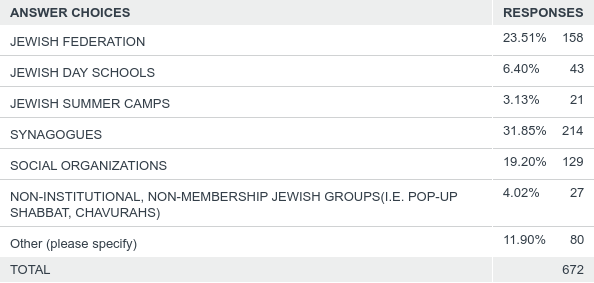 ANSWER CHOICES RESPONSES
JEWISH FEDERATION 23.51% 158
JEWISH DAY SCHOOLS 6.40% 43
JEWISH SUMMER CAMPS 3.13% 21
SYNAGOGUES 31.85% 214
SOCIAL ORGANIZATIONS 19.20% 129
NON-INSTITUTIONAL, NON-MEMBERSHIP JEWISH GROUPS(I.E. POP-UP 4.02% 27
SHABBAT, CHAVURAHS)
Other (please specify) 11.90% 80
TOTAL 672